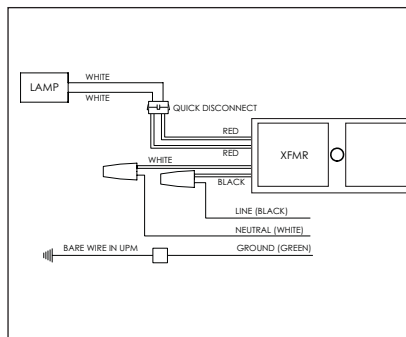 WHITE
LAMP
WHITE
QUICK DISCONNECT
RED
RED
XFMR
WHITE
BLACK
LINE (BLACK)
NEUTRAL (WHITE)
BARE WIRE IN UPM
GROUND (GREEN)